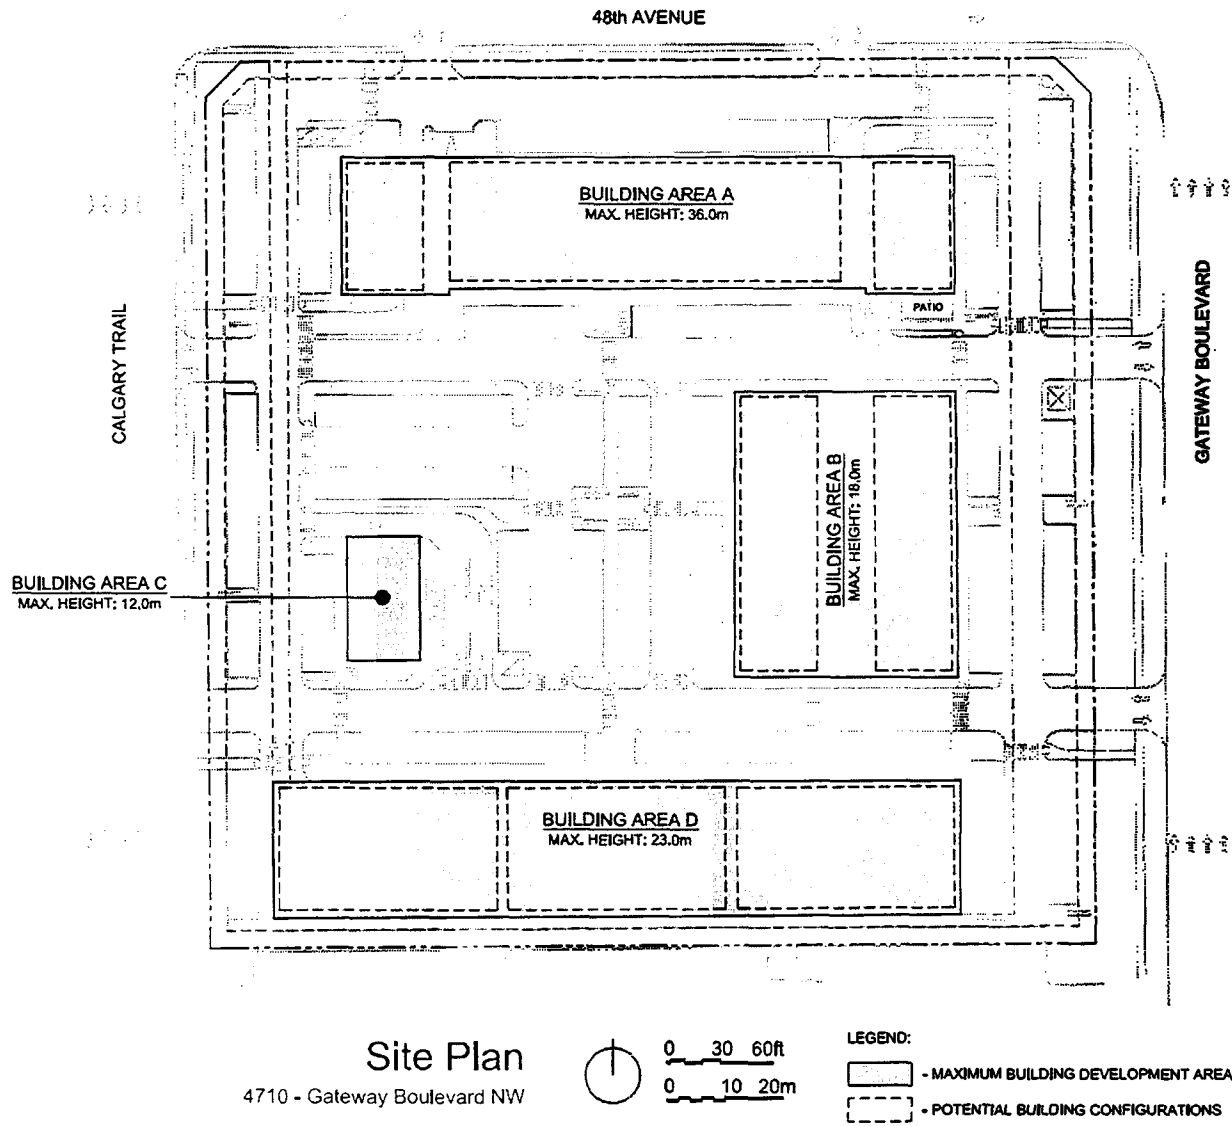 48th AVENUE
BUILDING AREA A
MAX. HEIGHT: 36.0m
PATIO
CALGARY TRAIL
GATEWAY BOULEVARD
BUILDING AREA B
MAX. HEIGHT: 18.0m
BUILDING AREA C
MAX. HEIGHT: 12.0m
BUILDING AREA D
MAX. HEIGHT: 23.0m
Site Plan
4710 - Gateway Boulevard NW
0 30 60ft
0 10 20m
LEGEND:
- MAXIMUM BUILDING DEVELOPMENT AREA
- POTENTIAL BUILDING CONFIGURATIONS